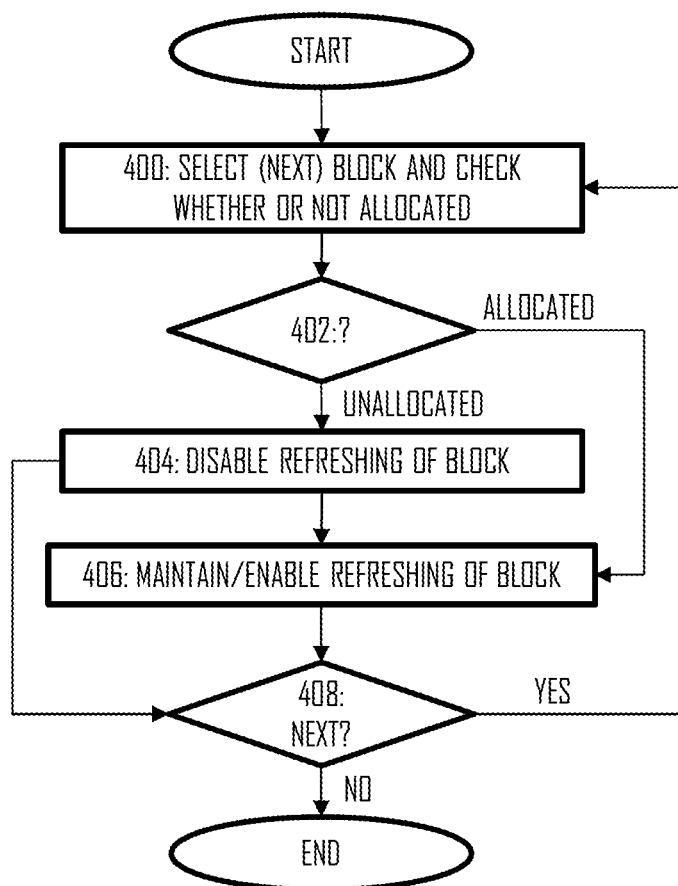 START
400: SELECT (NEXT) BLOCK AND CHECK
WHETHER OR NOT ALLOCATED
402:?
ALLOCATED
UNALLOCATED
404: DISABLE REFRESHING OF BLOCK
406: MAINTAIN/ENABLE REFRESHING OF BLOCK
408:
NEXT?
YES
NO
END